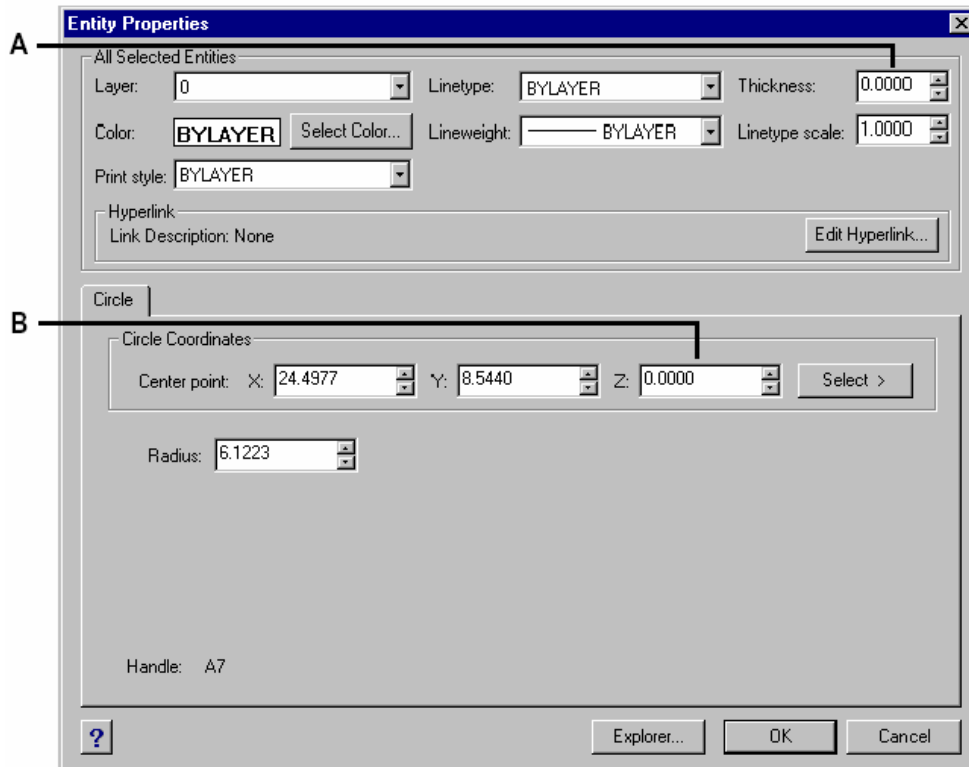 Entity Properties
A
All Selected Entities
Layer: 0 Linetype: BYLAYER Thickness: 0.0000
Color: BYLAYER Select Color... Lineweight: BYLAYER Linetype scale: 1.0000
Print style: BYLAYER
Hyperlink
Link Description: None Edit Hyperlink...
Circle
B
Circle Coordinates
Center point: X: 24.4977 Y: 8.5440 Z: 0.0000 Select >
Radius: 6.1223
Handle: A7
? Explorer... OK Cancel